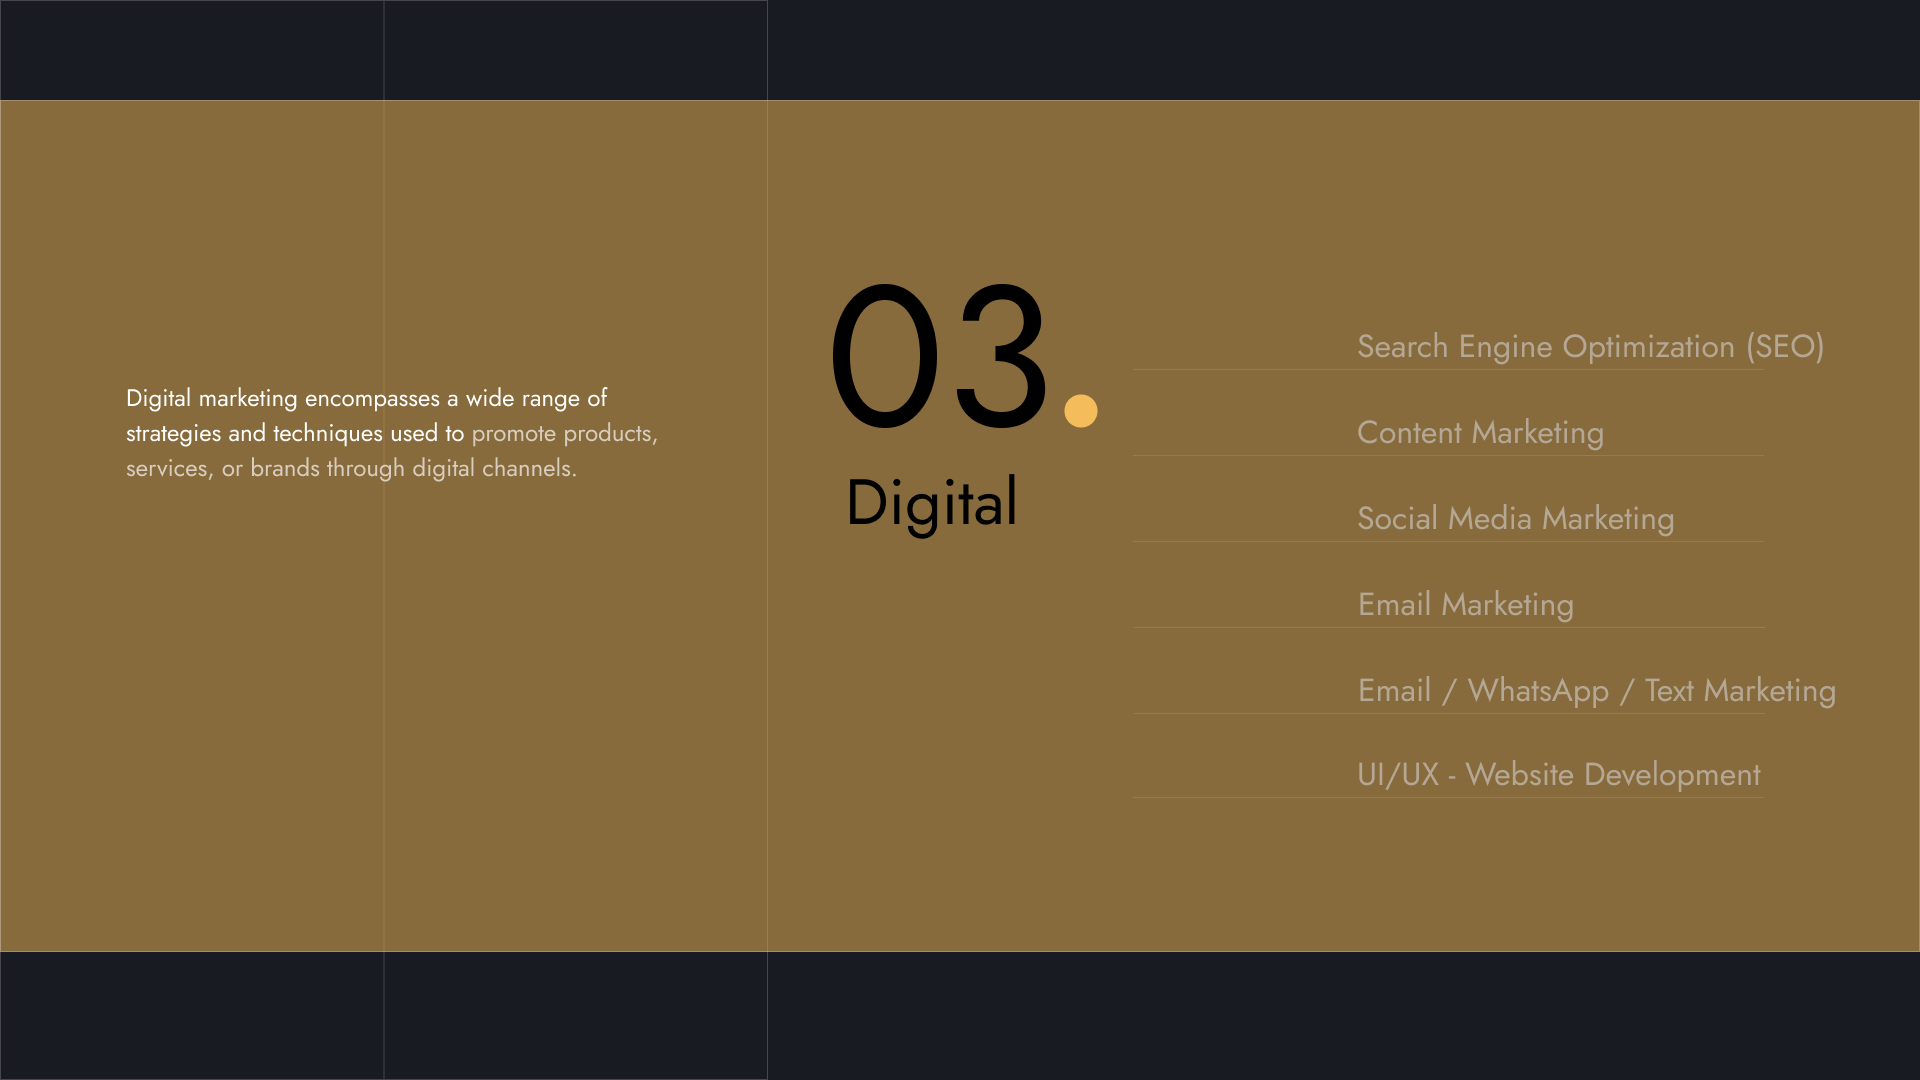 Digital marketing encompasses a wide range of
strategies and techniques used to promote products,
services, or brands through digital channels.
03.
Digital
Search Engine Optimization (SEO)
Content Marketing
Social Media Marketing
Email Marketing
Email / WhatsApp / Text Marketing
UI/UX - Website Development